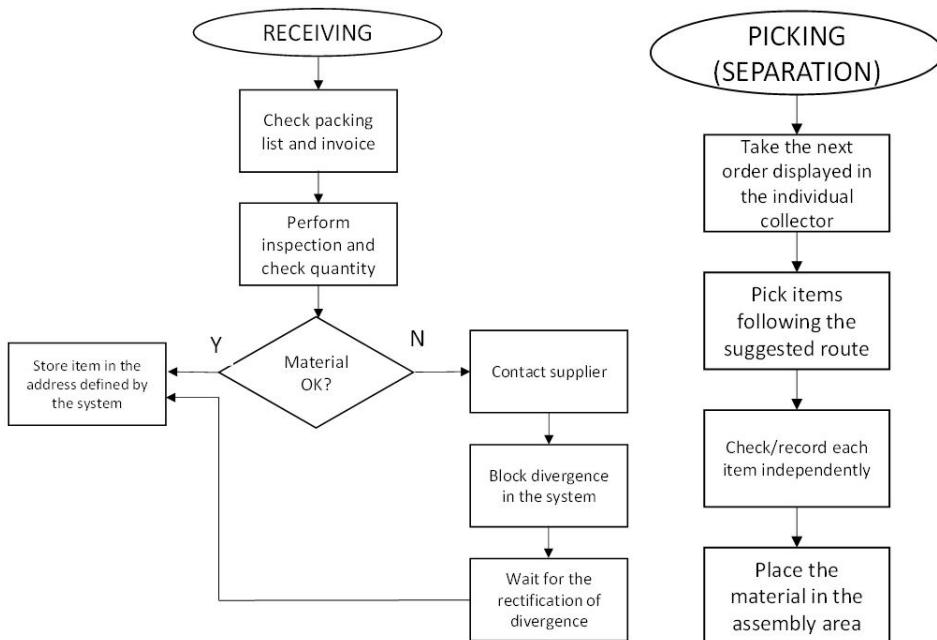 RECEIVING
Check packing
list and invoice
Perform
inspection and
check quantity
Material
OK?
Y
N
Store item in the
address defined by
the system
Contact supplier
Block divergence
in the system
Wait for the
rectification of
divergence
PICKING
(SEPARATION)
Take the next
order displayed in
the individual
collector
Pick items
following the
suggested route
Check/record each
item independently
Place the
material in the
assembly area